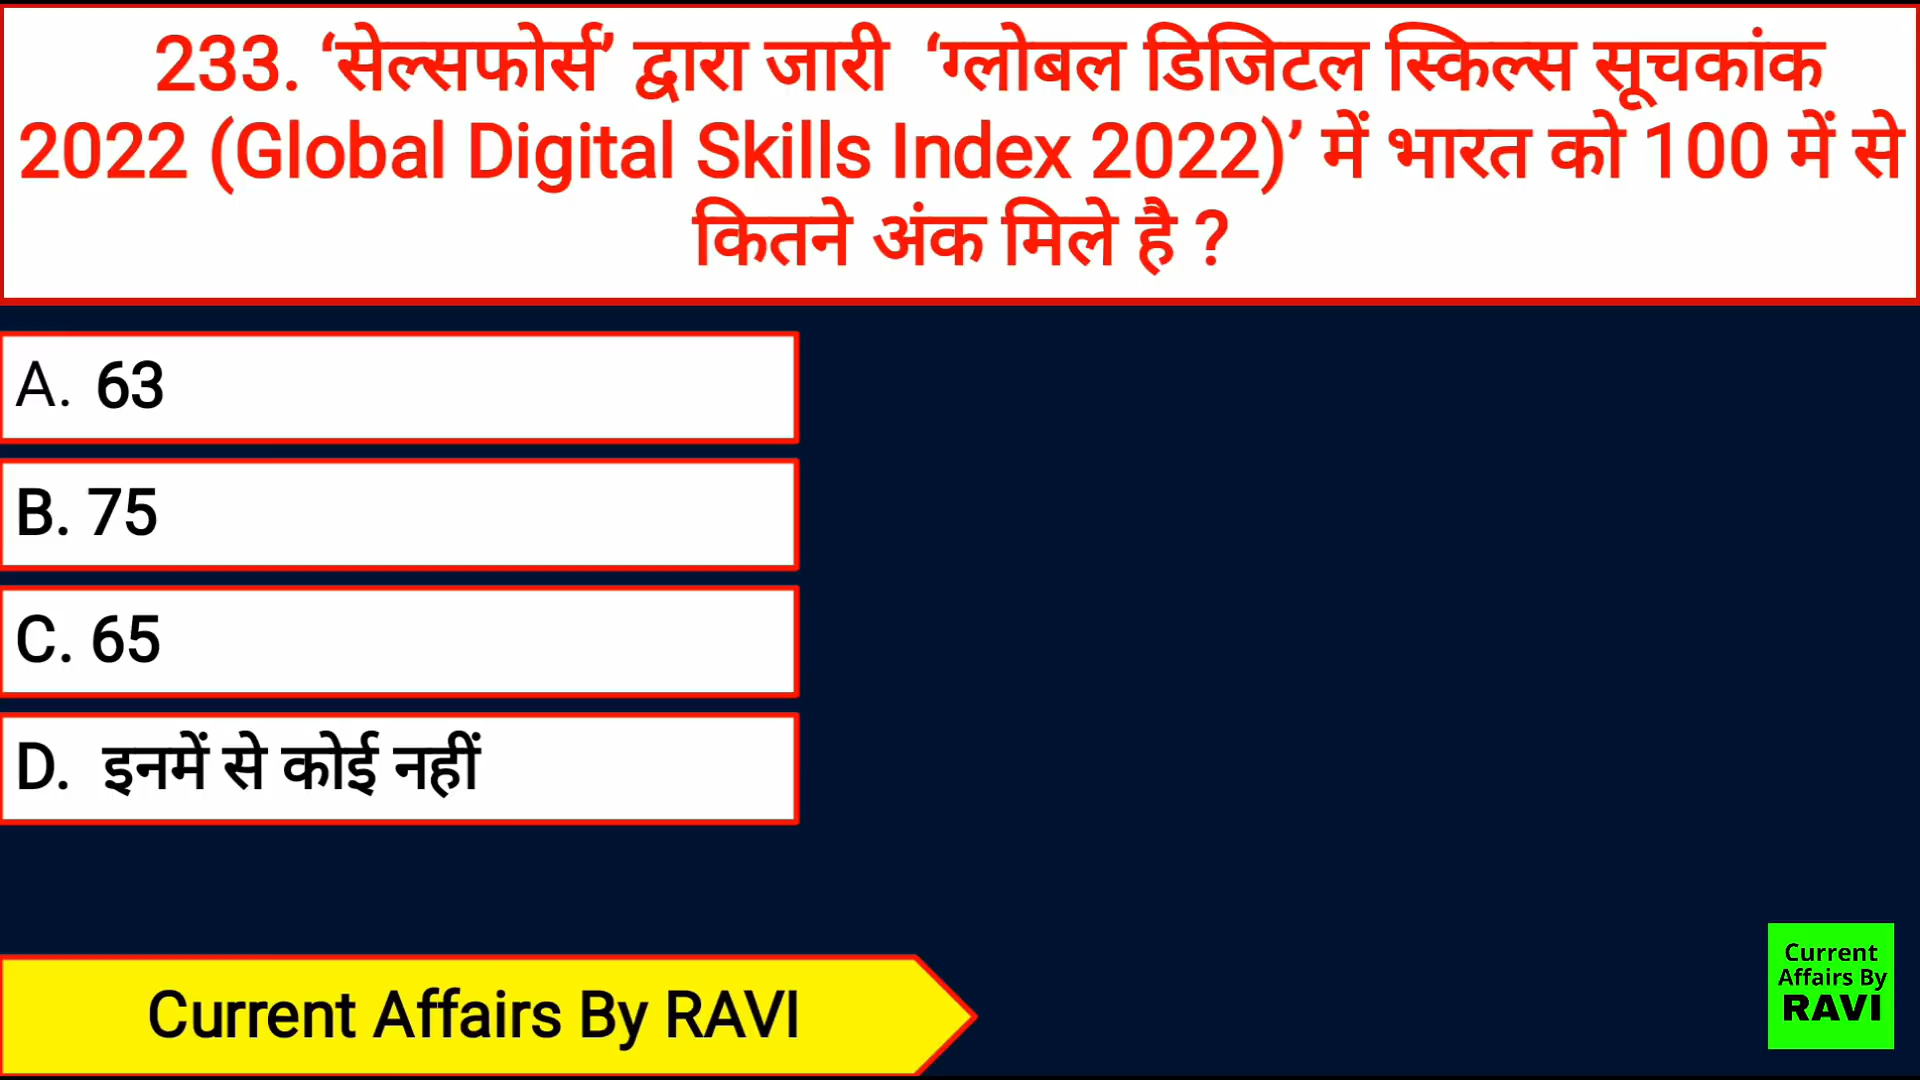 233. ‘सेल्सफोर्स’ द्वारा जारी ‘ग्लोबल डिजिटल स्किल्स सूचकांक
2022 (Global Digital Skills Index 2022)’ में भारत को 100 में से
कितने अंक मिले है ?
A. 63
B. 75
C. 65
D. इनमें से कोई नहीं
Current Affairs By RAVI
Current
Affairs By
RAVI